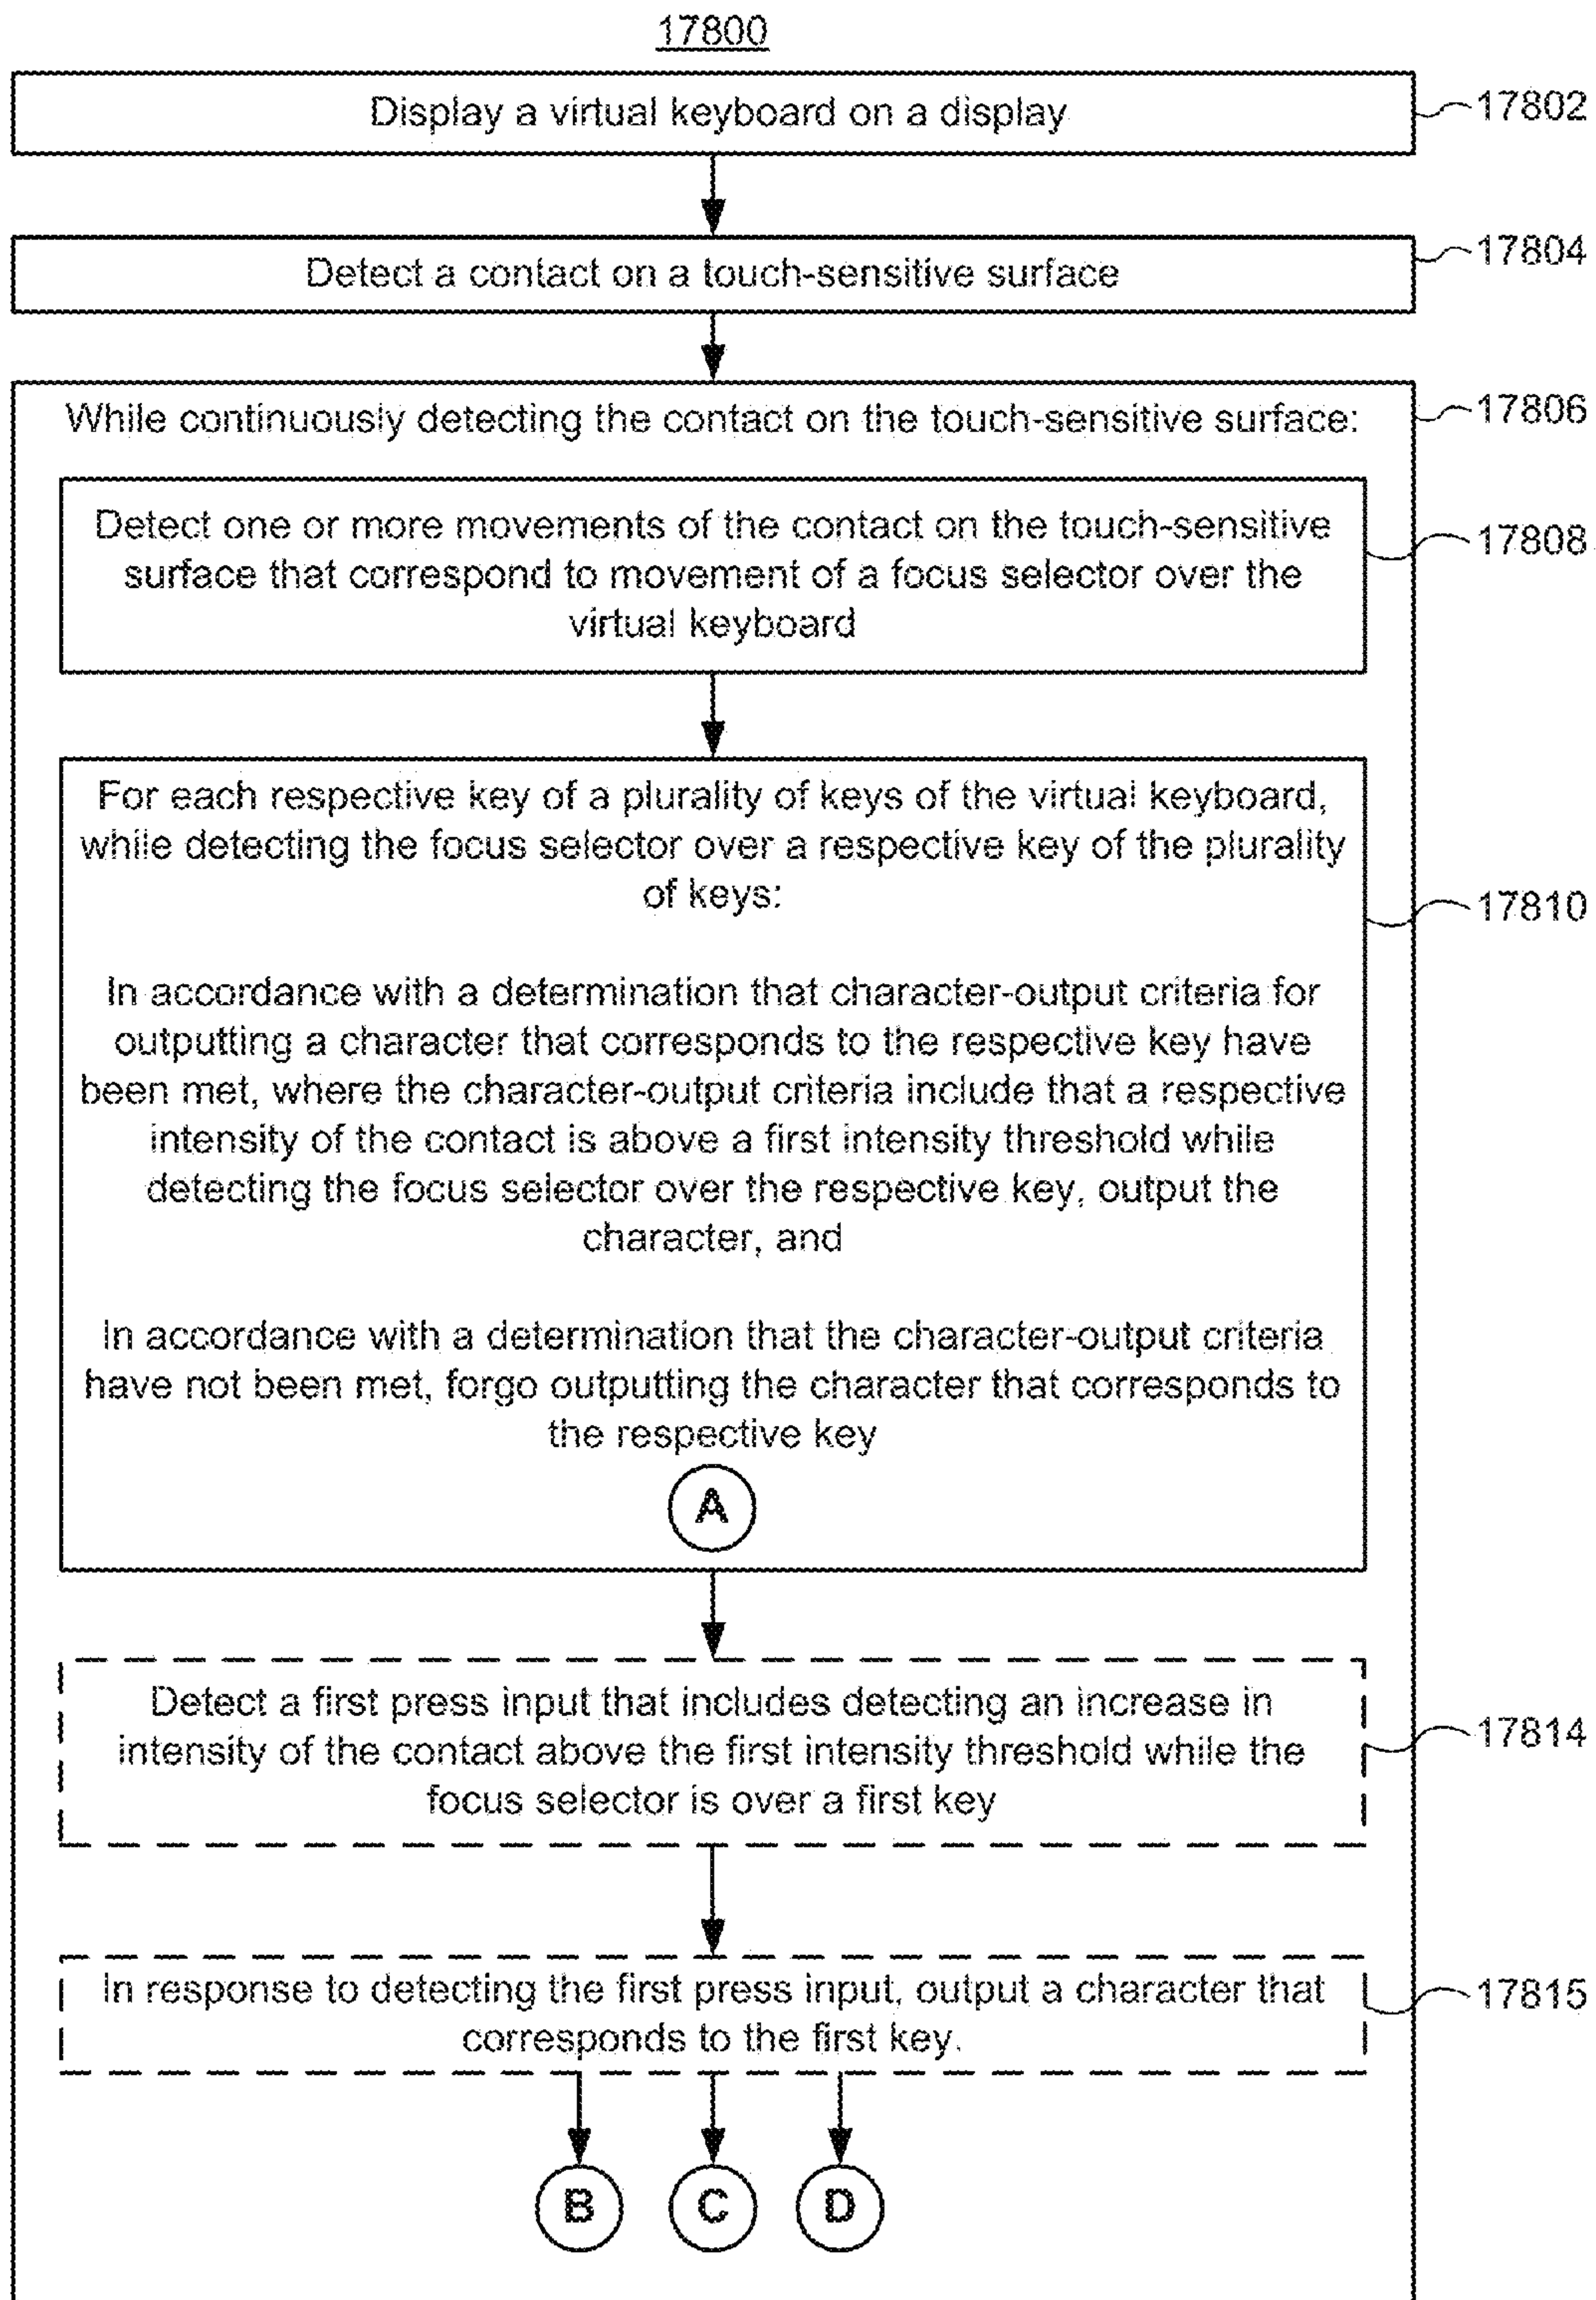 17800
Display a virtual keyboard on a display
17802
Detect a contact on a touch-sensitive surface
17804
While continuously detecting the contact on the touch-sensitive surface:
17806
Detect one or more movements of the contact on the touch-sensitive
surface that correspond to movement of a focus selector over the
virtual keyboard
17808
For each respective key of a plurality of keys of the virtual keyboard,
while detecting the focus selector over a respective key of the plurality
of keys:
17810
In accordance with a determination that character-output criteria for
outputting a character that corresponds to the respective key have
been met, where the character-output criteria include that a respective
intensity of the contact is above a first intensity threshold while
detecting the focus selector over the respective key, output the
character, and
In accordance with a determination that the character-output criteria
have not been met, forgo outputting the character that corresponds to
the respective key
A
Detect a first press input that includes detecting an increase in
intensity of the contact above the first intensity threshold while the
focus selector is over a first key
17814
In response to detecting the first press input, output a character that
corresponds to the first key.
17815
B C D